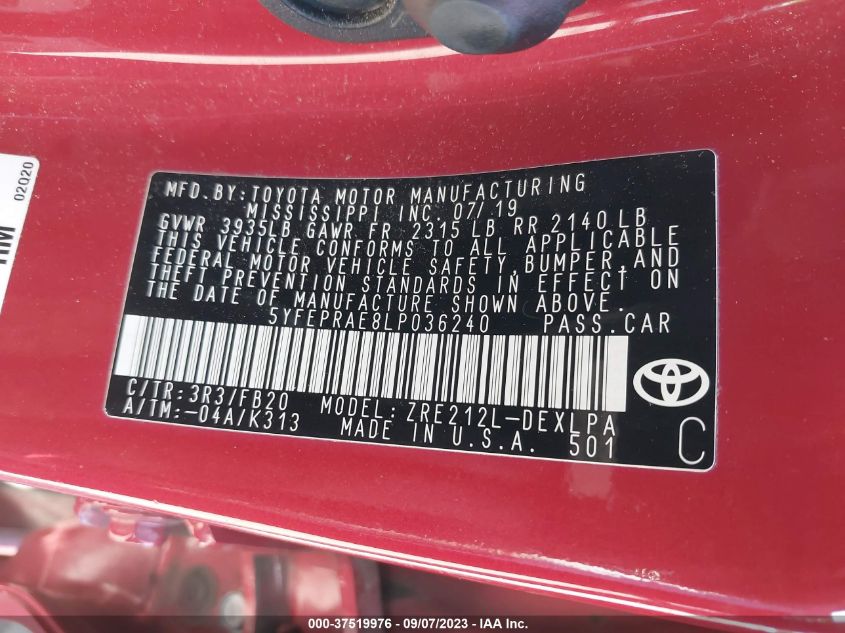 MFD.BY:TOYOTA MOTOR MANUFACTURING
MISSISSIPPI INC. 07/19
GVWR 3935LB GAWR FR 2315 LB RR 2140 LB
THIS VEHICLE CONFORMS TO ALL APPLICABLE
FEDERAL MOTOR VEHICLE SAFETY,BUMPER,AND
THEFT PREVENTION STANDARDS IN EFFECT ON
THE DATE OF MANUFACTURE SHOWN ABOVE.
5YFEPRAE8LP036240 PASS.CAR
C/TR:3R3/FB20 MODEL:ZRE212L-DEXLPA
A/TM:-04A/K313 MADE IN U.S.A. 501
C
02020
HM
000-37519976 - 09/07/2023 - IAA Inc.